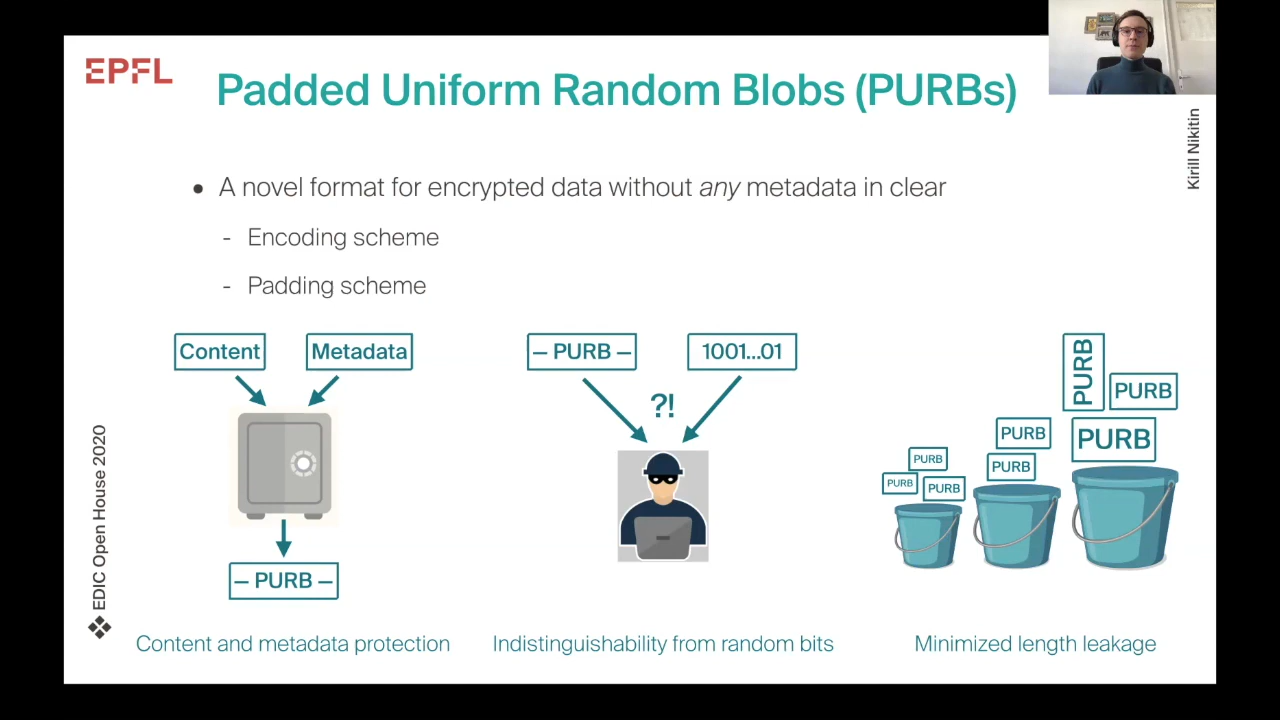 EPFL
Padded Uniform Random Blobs (PURBs)
Kirill Nikitin
• A novel format for encrypted data without any metadata in clear
- Encoding scheme
- Padding scheme
Content
Metadata
– PURB –
– PURB –
1001...01
?!
PURB
PURB
PURB
PURB
PURB
PURB
PURB
PURB
EDIC Open House 2020
Content and metadata protection
Indistinguishability from random bits
Minimized length leakage